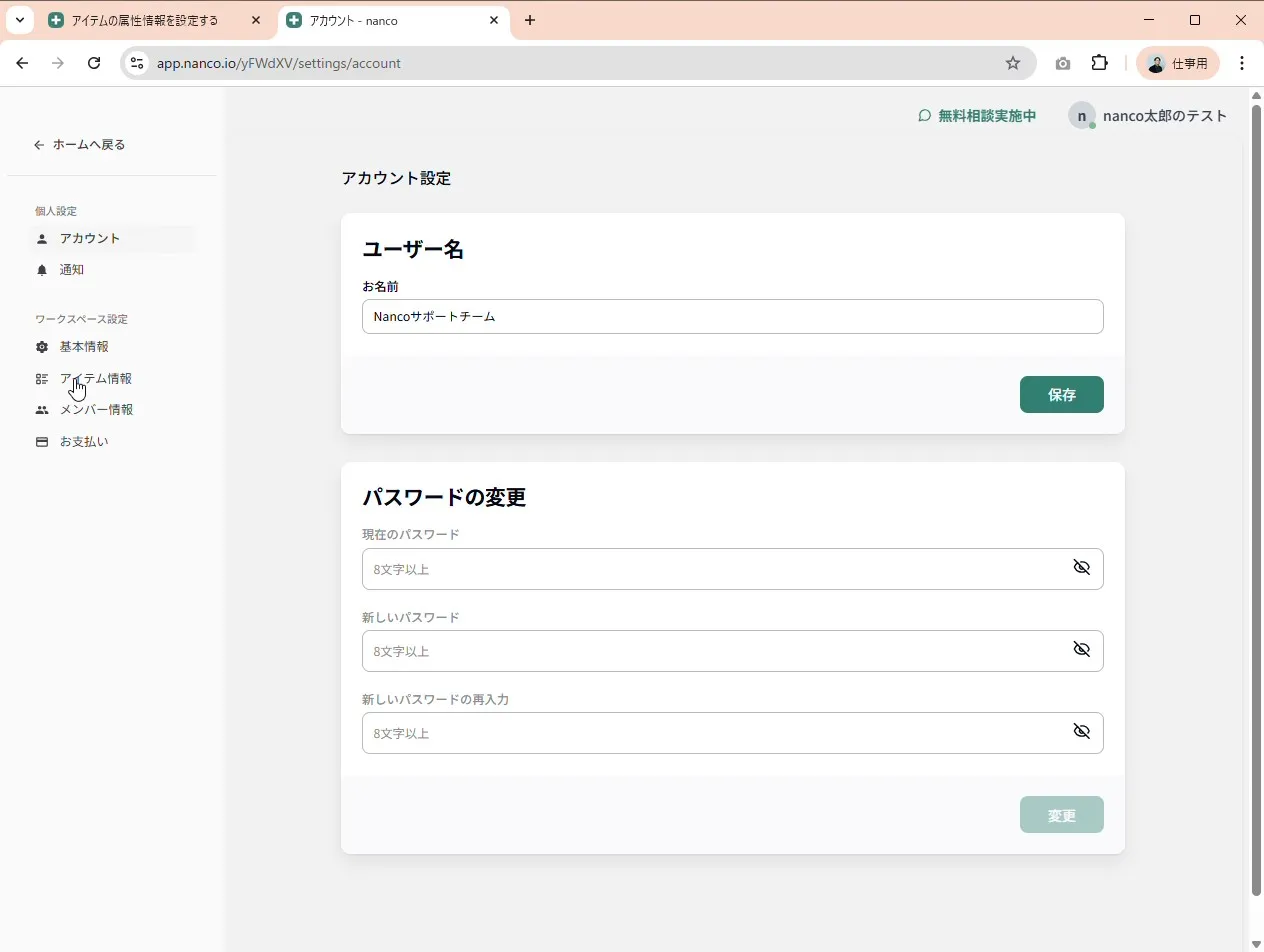 アイテムの属性情報を設定する
アカウント - nanco
app.nanco.io/yFWdXV/settings/account
仕事用
無料相談実施中
n
nanco太郎のテスト
ホームへ戻る
個人設定
アカウント
通知
ワークスペース設定
基本情報
アイテム情報
メンバー情報
お支払い
アカウント設定
ユーザー名
お名前
Nancoサポートチーム
保存
パスワードの変更
現在のパスワード
8文字以上
新しいパスワード
8文字以上
新しいパスワードの再入力
8文字以上
変更